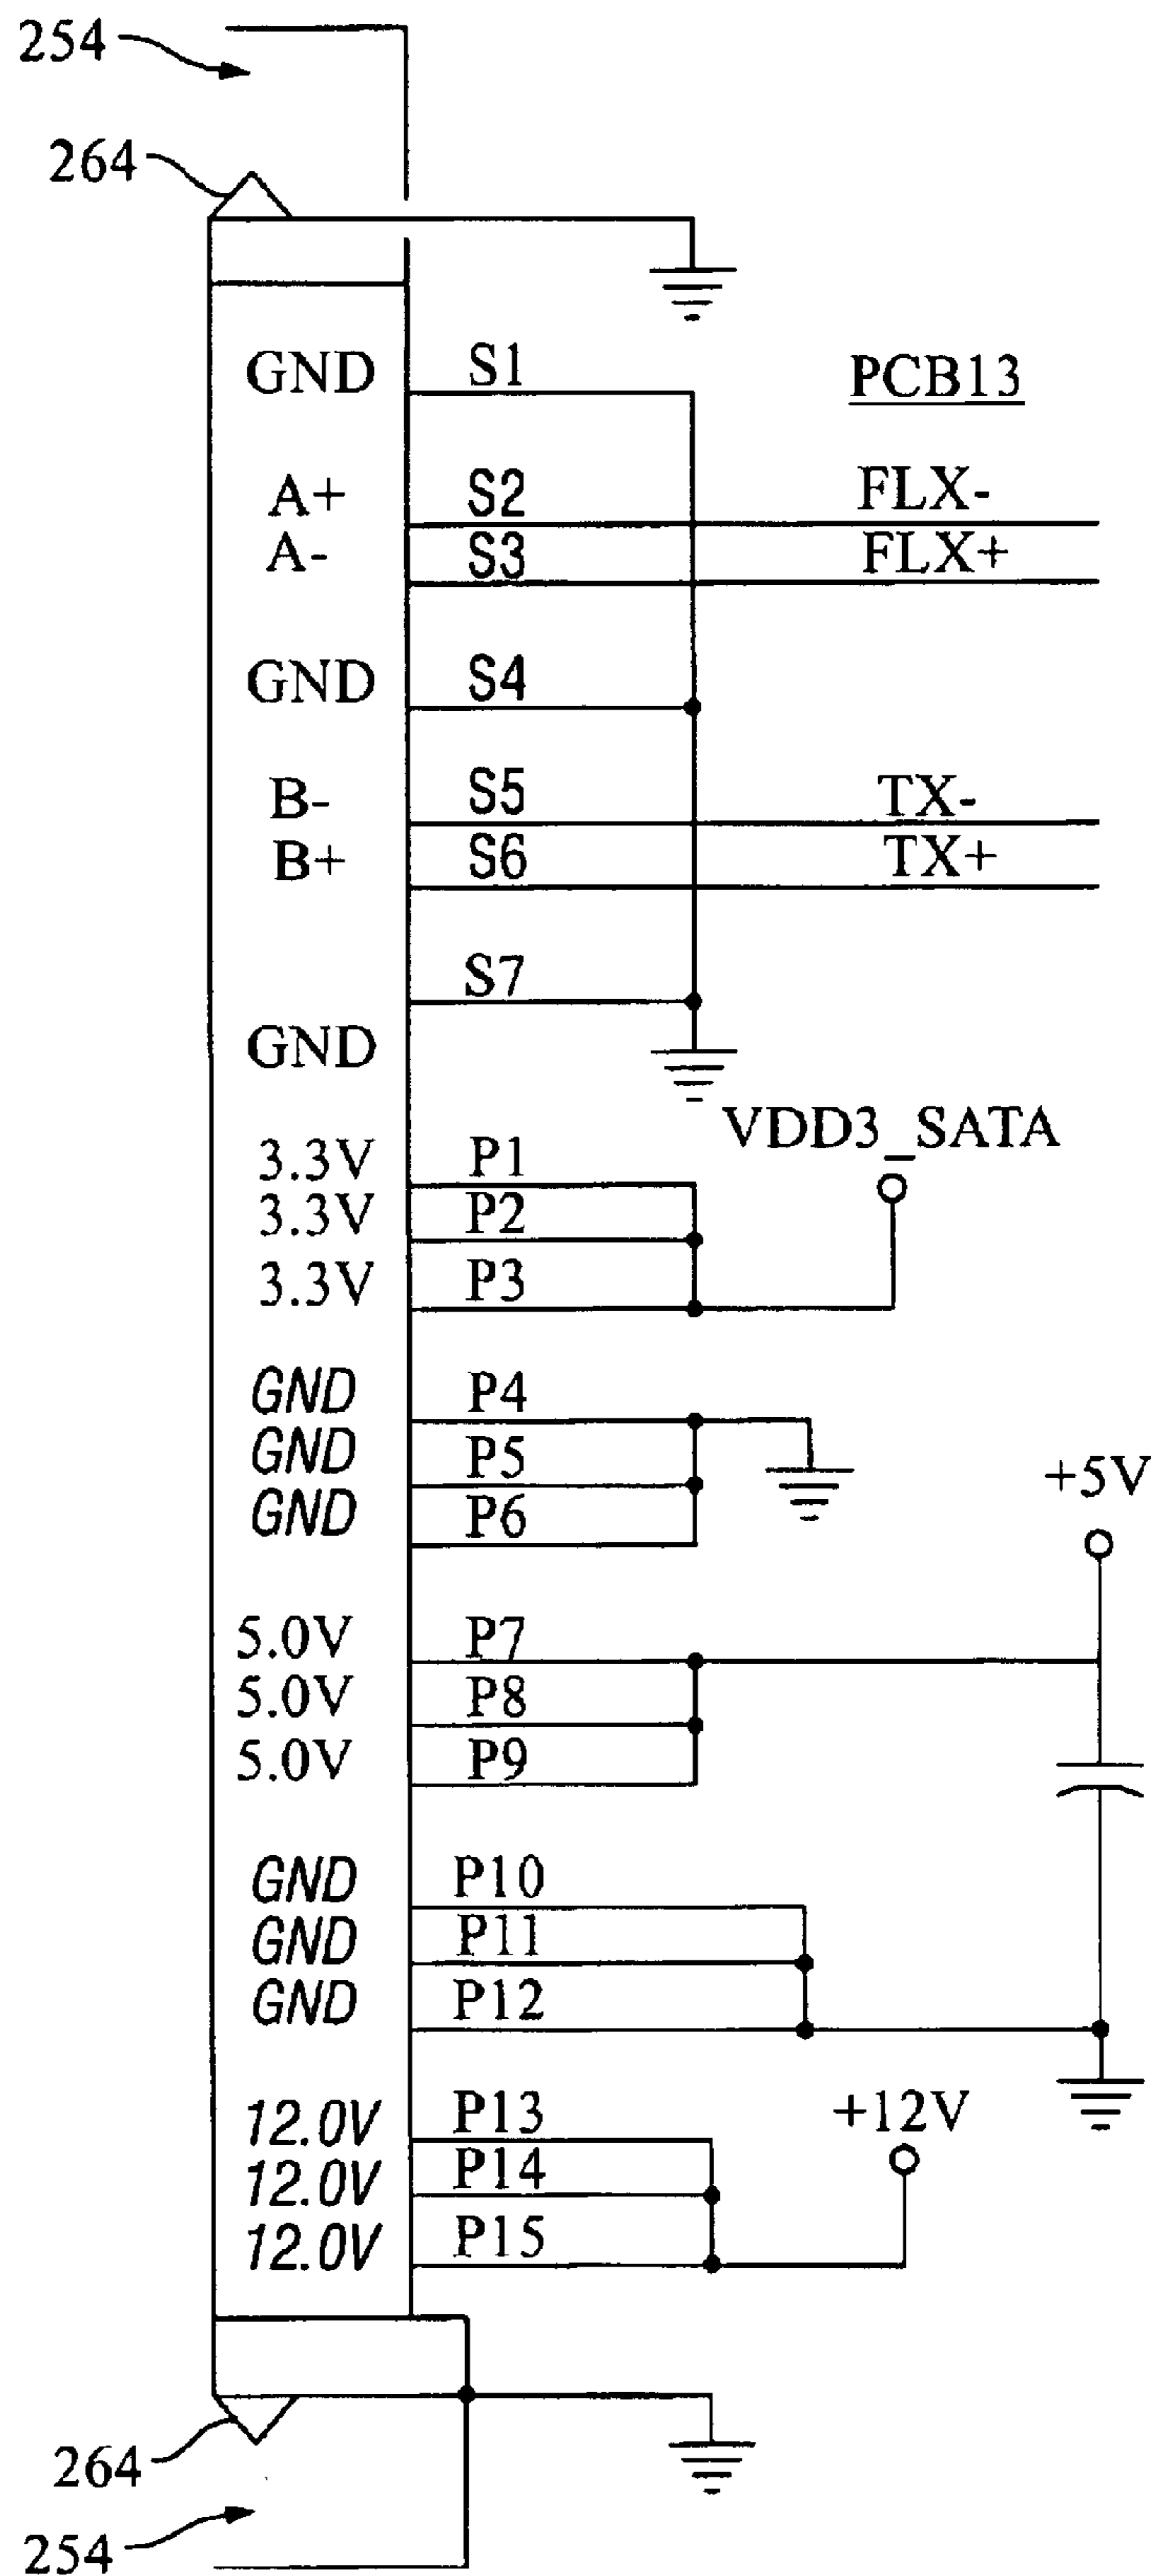 254
264
GND S1 PCB13
A+ S2 FLX-
A- S3 FLX+
GND S4
B- S5 TX-
B+ S6 TX+
S7
GND
VDD3_SATA
3.3V P1
3.3V P2
3.3V P3
GND P4
GND P5
GND P6
+5V
5.0V P7
5.0V P8
5.0V P9
GND P10
GND P11
GND P12
12.0V P13 +12V
12.0V P14
12.0V P15
264
254